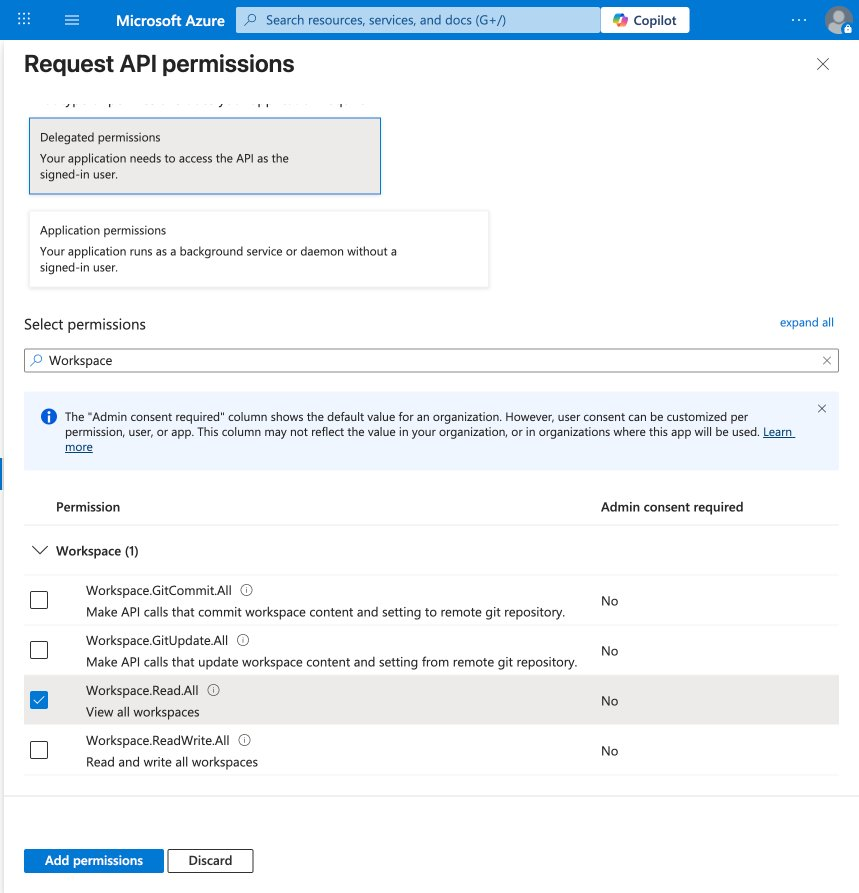 Microsoft Azure
Search resources, services, and docs (G+/)
Copilot
Request API permissions
Delegated permissions
Your application needs to access the API as the
signed-in user.
Application permissions
Your application runs as a background service or daemon without a
signed-in user.
Select permissions
expand all
Workspace
The "Admin consent required" column shows the default value for an organization. However, user consent can be customized per
permission, user, or app. This column may not reflect the value in your organization, or in organizations where this app will be used. Learn
more
Permission
Admin consent required
Workspace (1)
Workspace.GitCommit.All
Make API calls that commit workspace content and setting to remote git repository.
No
Workspace.GitUpdate.All
Make API calls that update workspace content and setting from remote git repository.
No
Workspace.Read.All
View all workspaces
No
Workspace.ReadWrite.All
Read and write all workspaces
No
Add permissions
Discard